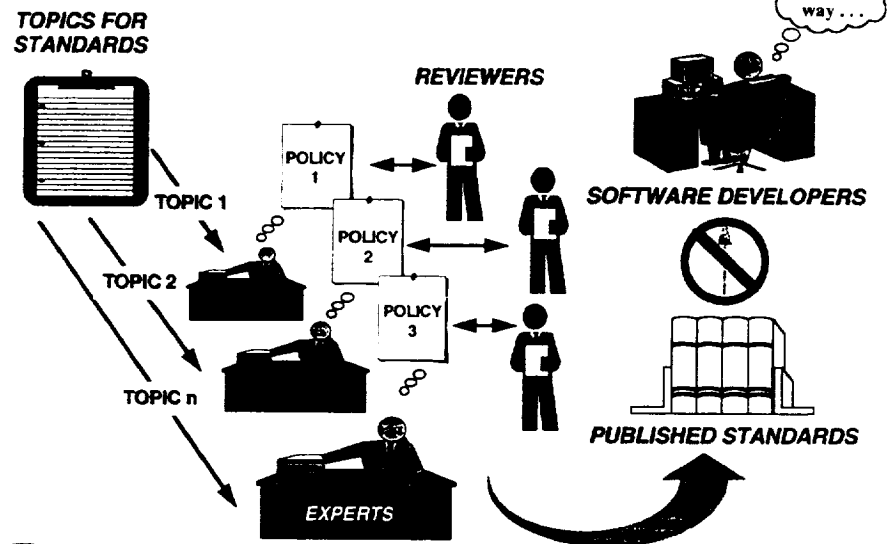 TOPICS FOR
STANDARDS
way . . .
REVIEWERS
POLICY
1
TOPIC 1
SOFTWARE DEVELOPERS
POLICY
2
TOPIC 2
POLICY
3
TOPIC n
PUBLISHED STANDARDS
EXPERTS